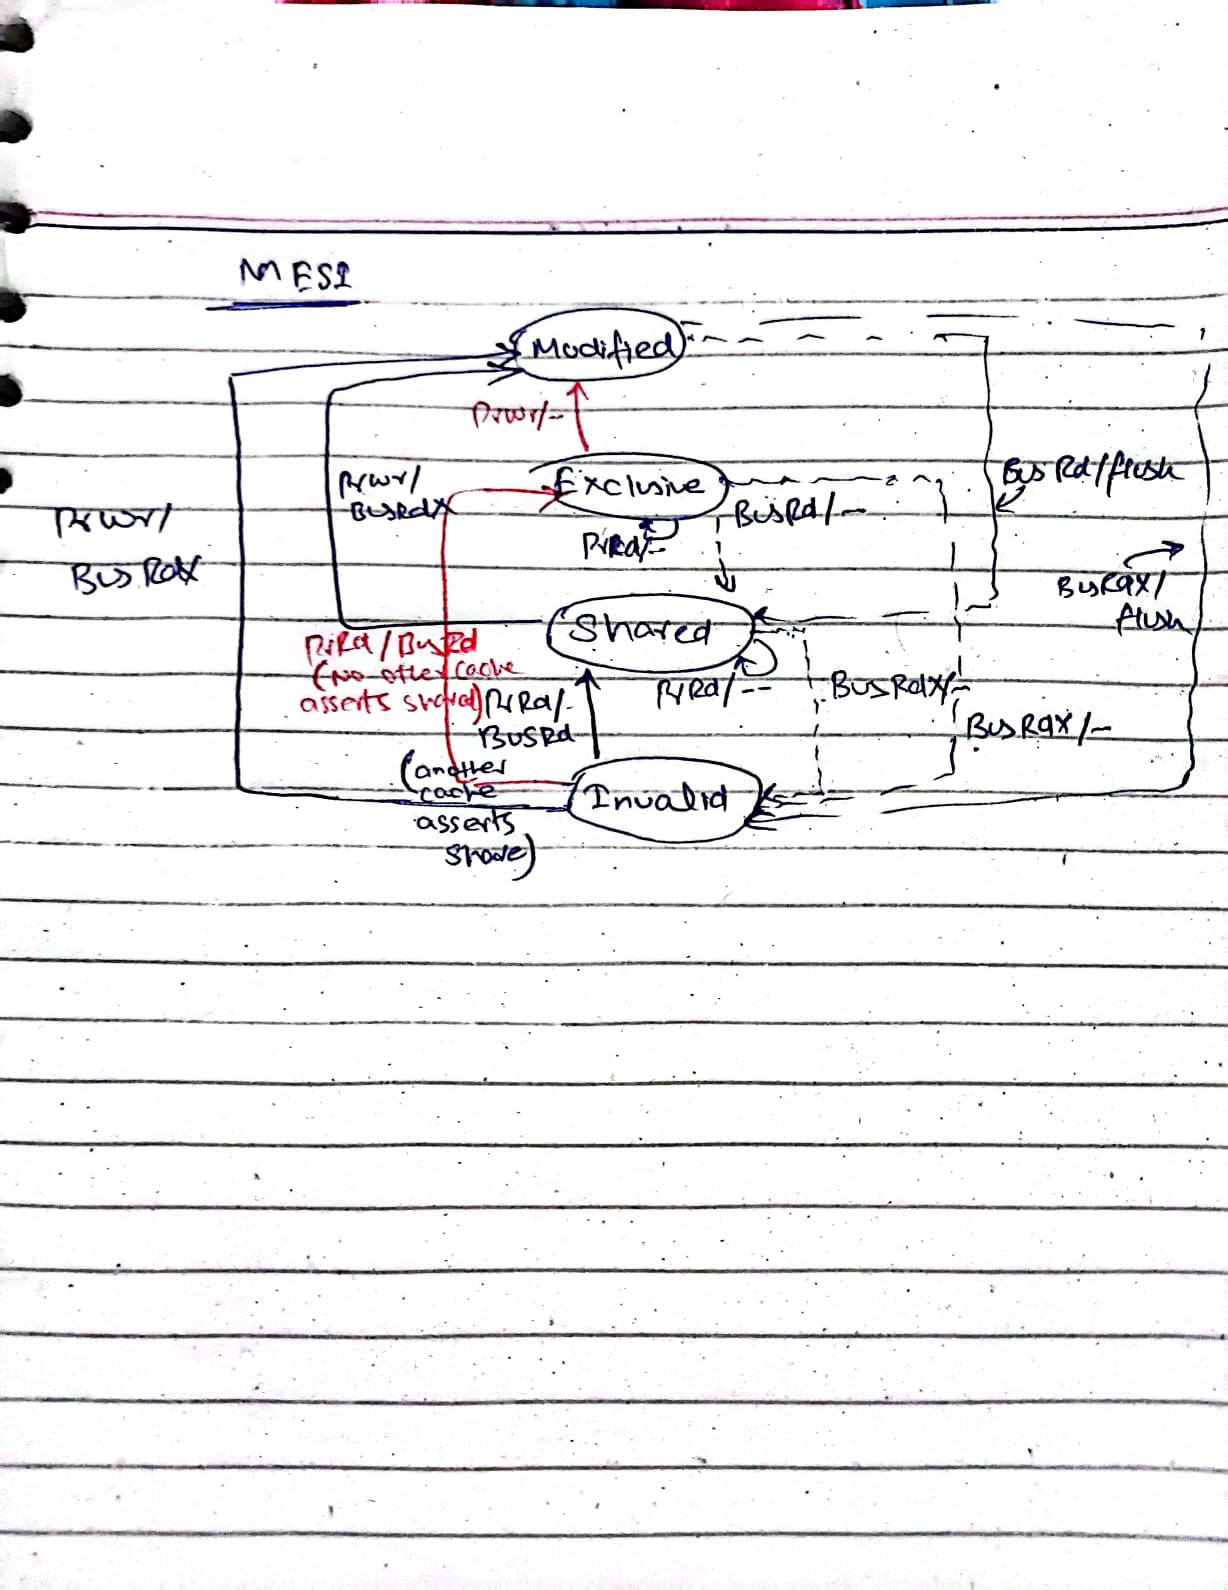 MESI
Modified
PrWr/-
Exclusive
BusRd/flush
PrWr/
BusRdX
BusRd/--
PrRd/-
PrWr/
BusRdX
BusRdX/
flush
Shared
PrRd/BusRd
(No other cache
asserts shared)
PrRd/--
BusRdX/-
PrRd/-
BusRd
BusRdX/--
(another
cache
asserts
share)
Invalid